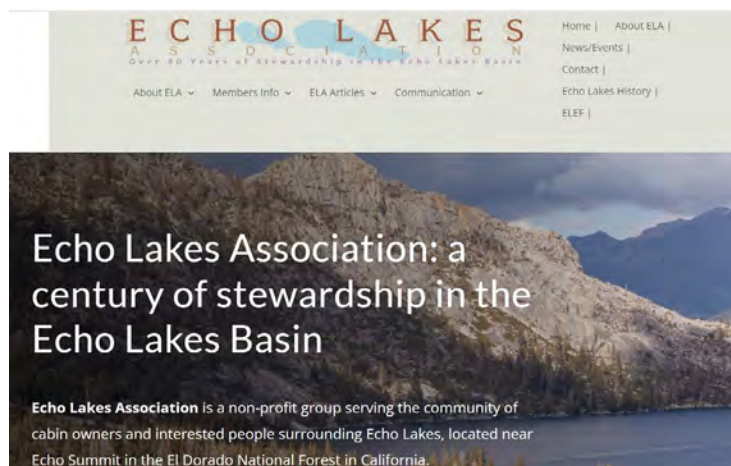 ECHO LAKES
ASSOCIATION
Over 80 Years of Stewardship in the Echo Lakes Basin
Home | About ELA |
News/Events |
Contact |
Echo Lakes History |
ELEF |
About ELA Members Info ELA Articles Communication
Echo Lakes Association: a
century of stewardship in the
Echo Lakes Basin
Echo Lakes Association is a non-profit group serving the community of
cabin owners and interested people surrounding Echo Lakes, located near
Echo Summit in the El Dorado National Forest in California.